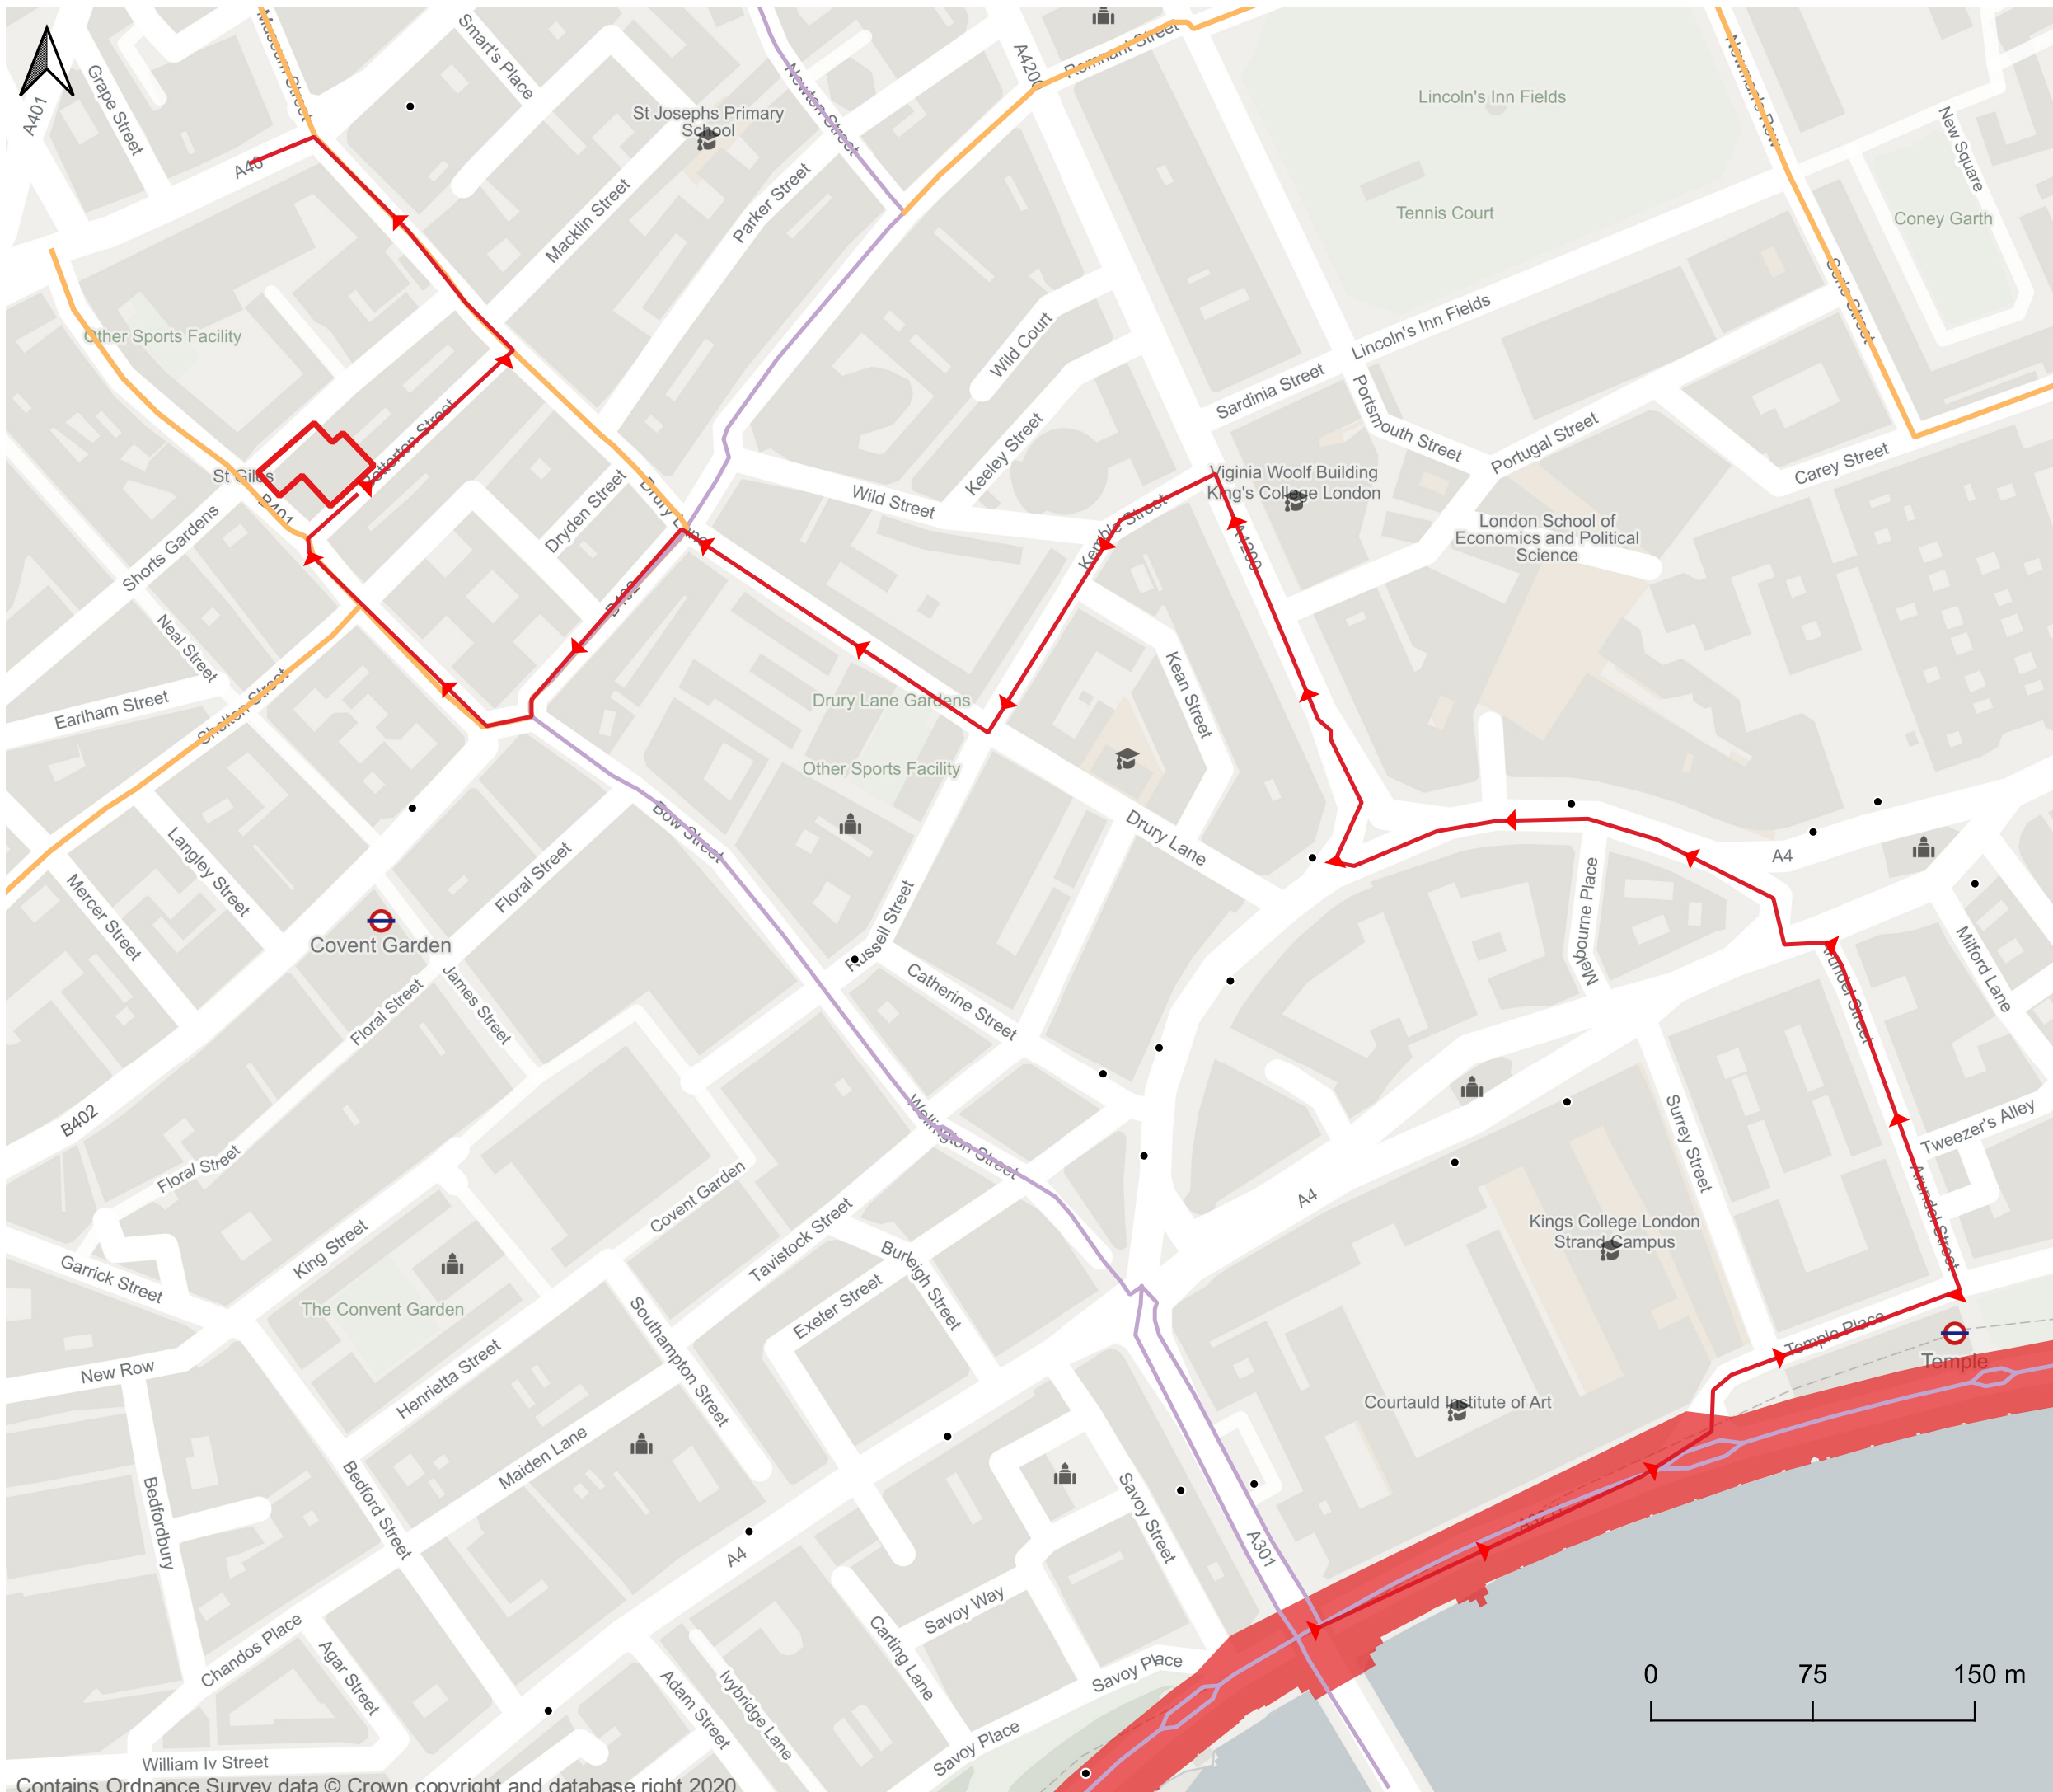 Museum Street
Smart's Place
A4200
Remnant Street
Grape Street
A401
Newton Street
Newman's Row
Lincoln's Inn Fields
St Josephs Primary
School
New Square
A40
Macklin Street
Parker Street
Tennis Court
Coney Garth
Serle Street
Other Sports Facility
Wild Court
Lincoln's Inn Fields
Sardinia Street
Portsmouth Street
Portugal Street
Carey Street
Betterton Street
St Giles
B401
Keeley Street
Viginia Woolf Building
King's College London
Wild Street
Drury Lane
Dryden Street
Kemble Street
A4200
London School of
Economics and Political
Science
Shorts Gardens
B402
Neal Street
Kean Street
Earlham Street
Shelton Street
Drury Lane Gardens
Other Sports Facility
Bow Street
Drury Lane
A4
Langley Street
Floral Street
Mercer Street
Melbourne Place
Russell Street
Covent Garden
Arundel Street
Milford Lane
James Street
Floral Street
Catherine Street
B402
Wellington Street
Surrey Street
Tweezer's Alley
Floral Street
Covent Garden
A4
Arundel Street
King Street
Tavistock Street
Kings College London
Strand Campus
Garrick Street
Burleigh Street
The Convent Garden
Exeter Street
Southampton Street
Temple Place
Temple
New Row
Henrietta Street
Courtauld Institute of Art
Maiden Lane
Bedford Street
Bedfordbury
Savoy Street
A301
A4
Savoy Way
Carting Lane
Chandos Place
Agar Street
Savoy Place
Adam Street
Ivybridge Lane
Savoy Place
William Iv Street
0 75 150 m
Contains Ordnance Survey data © Crown copyright and database right 2020